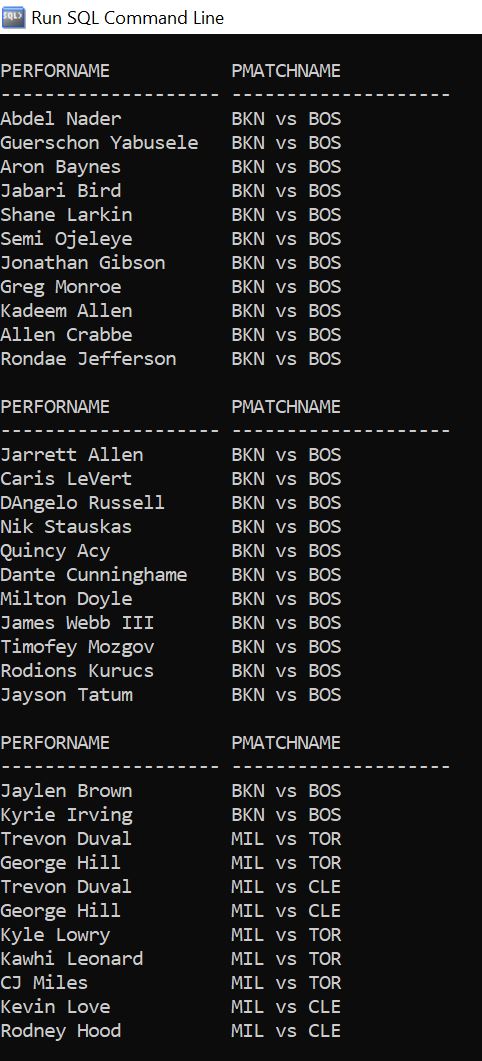 Run SQL Command Line
PERFORNAME PMATCHNAME
-------------------- --------------------
Abdel Nader BKN vs BOS
Guerschon Yabusele BKN vs BOS
Aron Baynes BKN vs BOS
Jabari Bird BKN vs BOS
Shane Larkin BKN vs BOS
Semi Ojeleye BKN vs BOS
Jonathan Gibson BKN vs BOS
Greg Monroe BKN vs BOS
Kadeem Allen BKN vs BOS
Allen Crabbe BKN vs BOS
Rondae Jefferson BKN vs BOS
PERFORNAME PMATCHNAME
-------------------- --------------------
Jarrett Allen BKN vs BOS
Caris LeVert BKN vs BOS
DAngelo Russell BKN vs BOS
Nik Stauskas BKN vs BOS
Quincy Acy BKN vs BOS
Dante Cunninghame BKN vs BOS
Milton Doyle BKN vs BOS
James Webb III BKN vs BOS
Timofey Mozgov BKN vs BOS
Rodions Kurucs BKN vs BOS
Jayson Tatum BKN vs BOS
PERFORNAME PMATCHNAME
-------------------- --------------------
Jaylen Brown BKN vs BOS
Kyrie Irving BKN vs BOS
Trevon Duval MIL vs TOR
George Hill MIL vs TOR
Trevon Duval MIL vs CLE
George Hill MIL vs CLE
Kyle Lowry MIL vs TOR
Kawhi Leonard MIL vs TOR
CJ Miles MIL vs TOR
Kevin Love MIL vs CLE
Rodney Hood MIL vs CLE